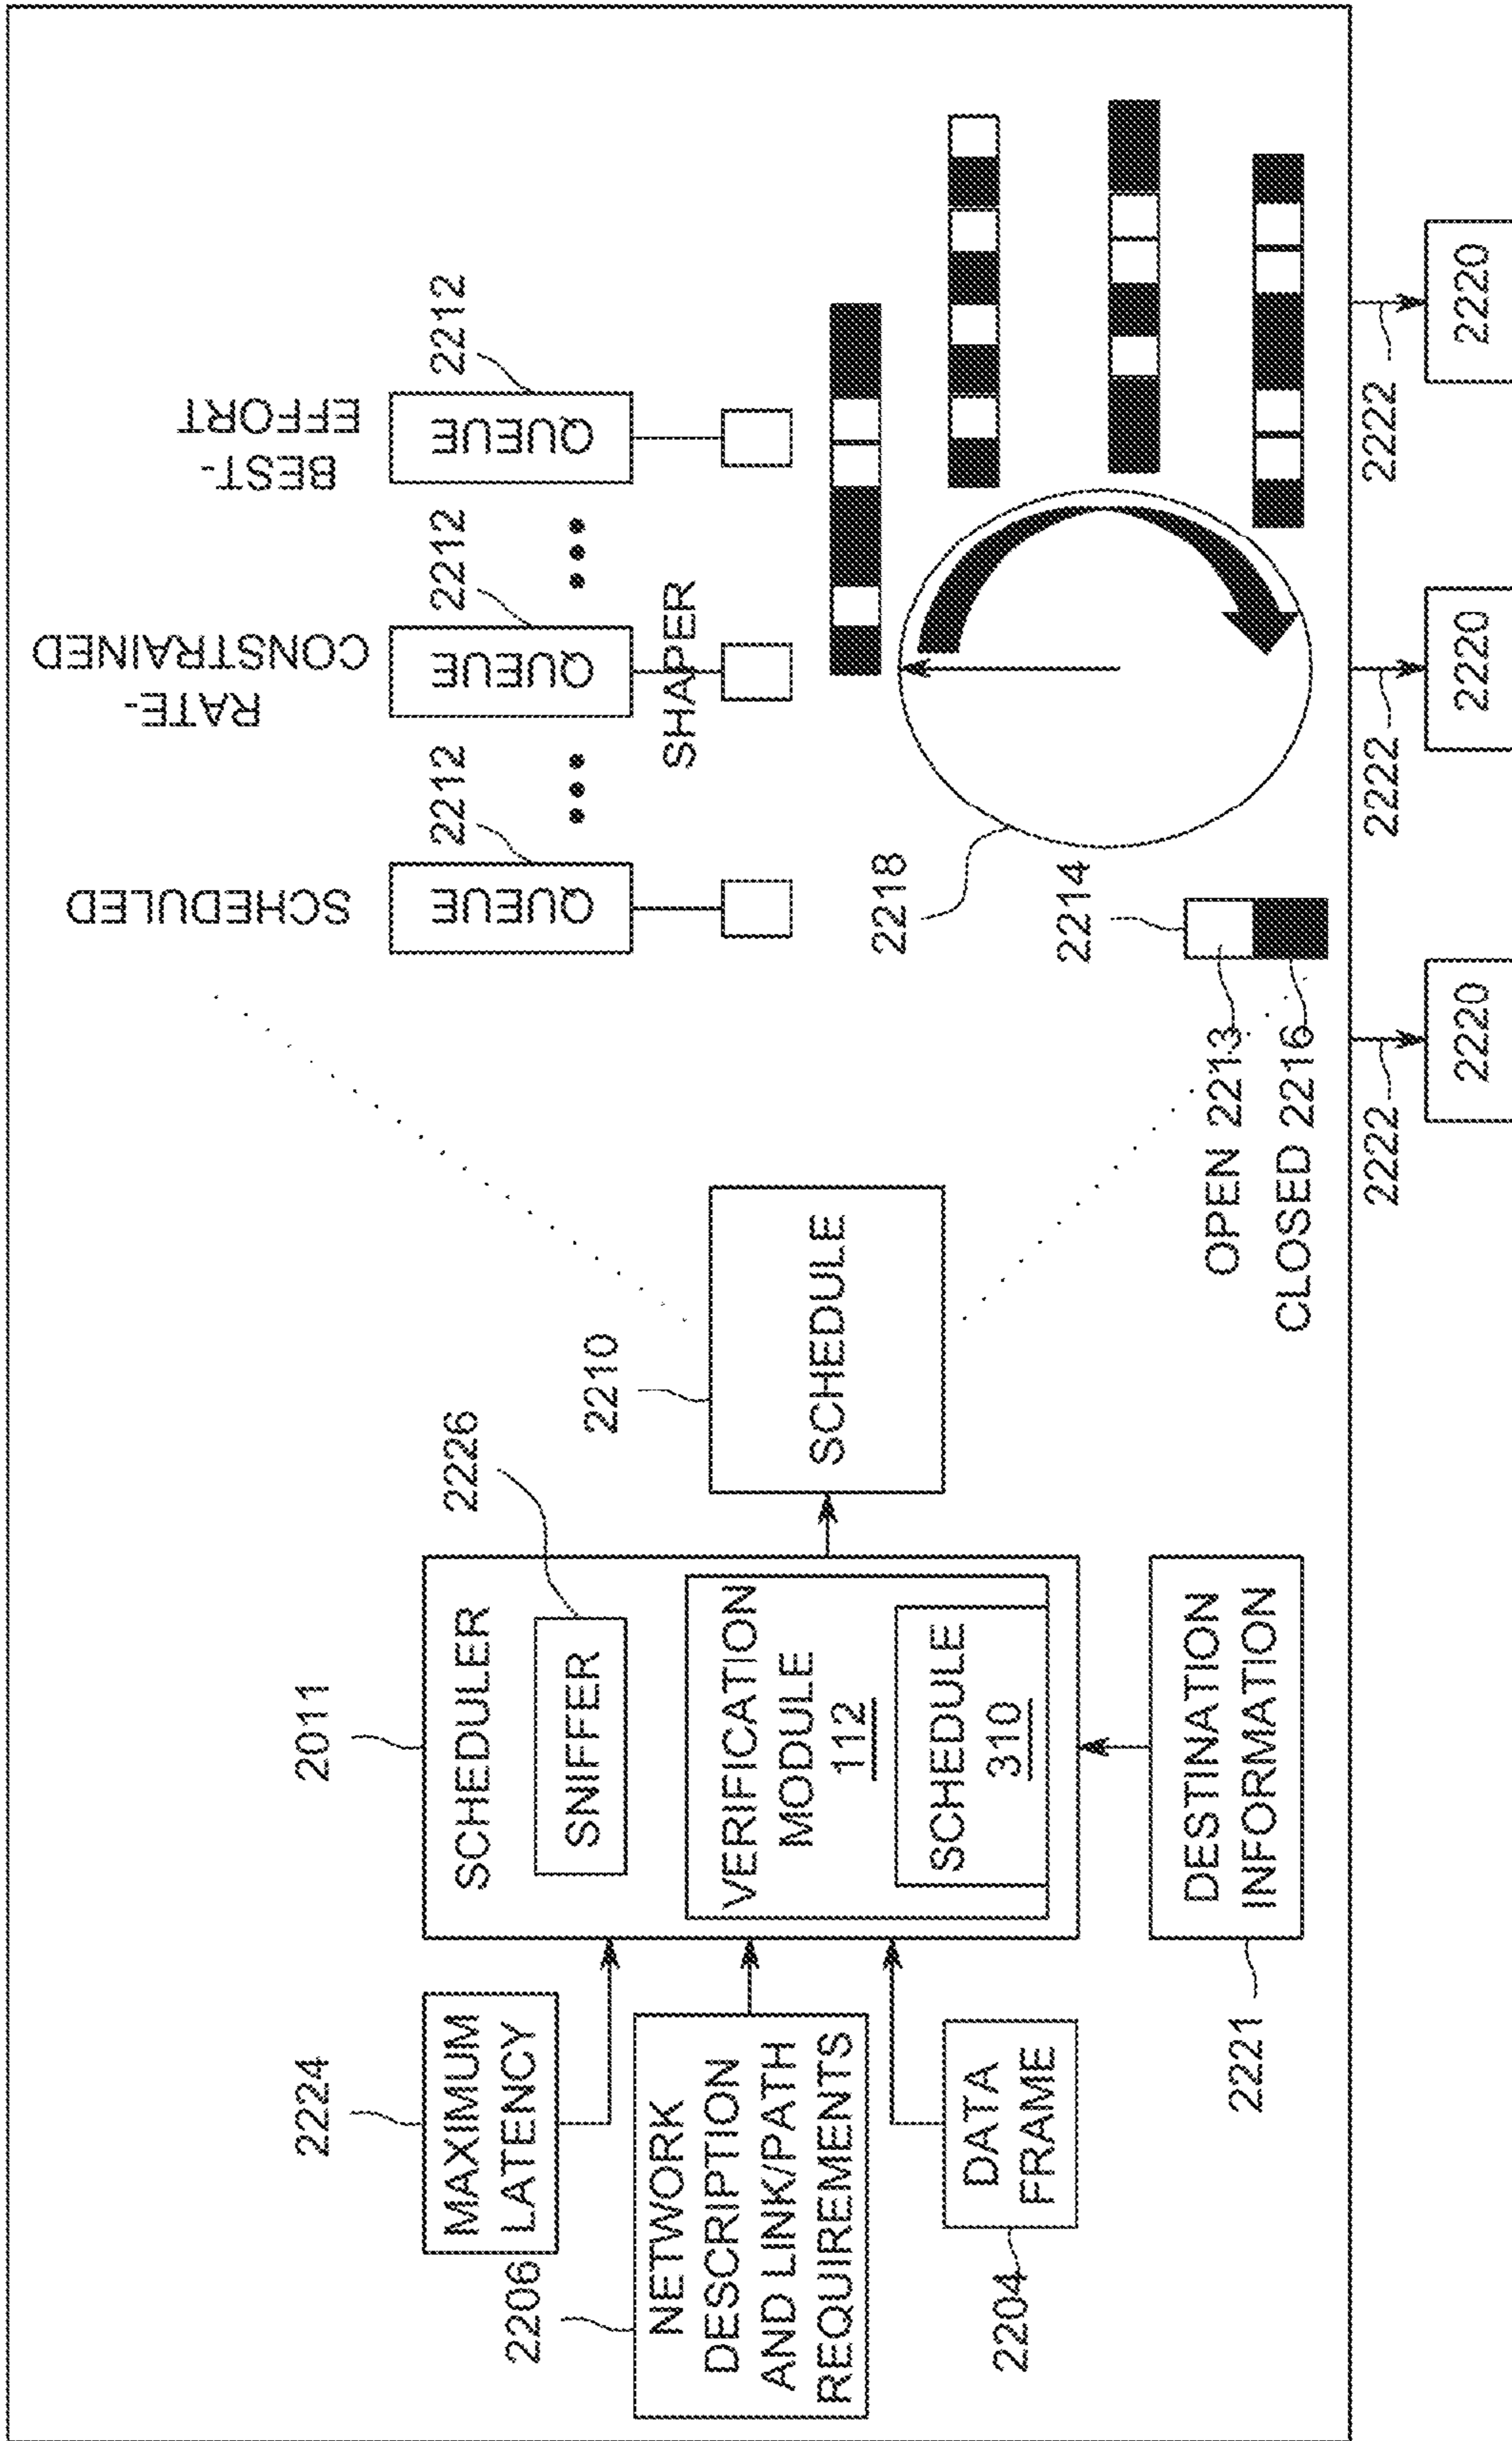 2224
MAXIMUM
LATENCY
2206
NETWORK
DESCRIPTION
AND LINK/PATH
REQUIREMENTS
DATA
FRAME
2204
2011
SCHEDULER
SNIFFER
2226
VERIFICATION
MODULE
112
SCHEDULE
310
DESTINATION
INFORMATION
2221
2210
SCHEDULE
SCHEDULED
RATE-
CONSTRAINED
BEST-
EFFORT
2212
2212
2212
QUEUE
QUEUE
QUEUE
SHAPER
2218
2214
OPEN 2213
CLOSED 2216
2222
2222
2222
2220
2220
2220